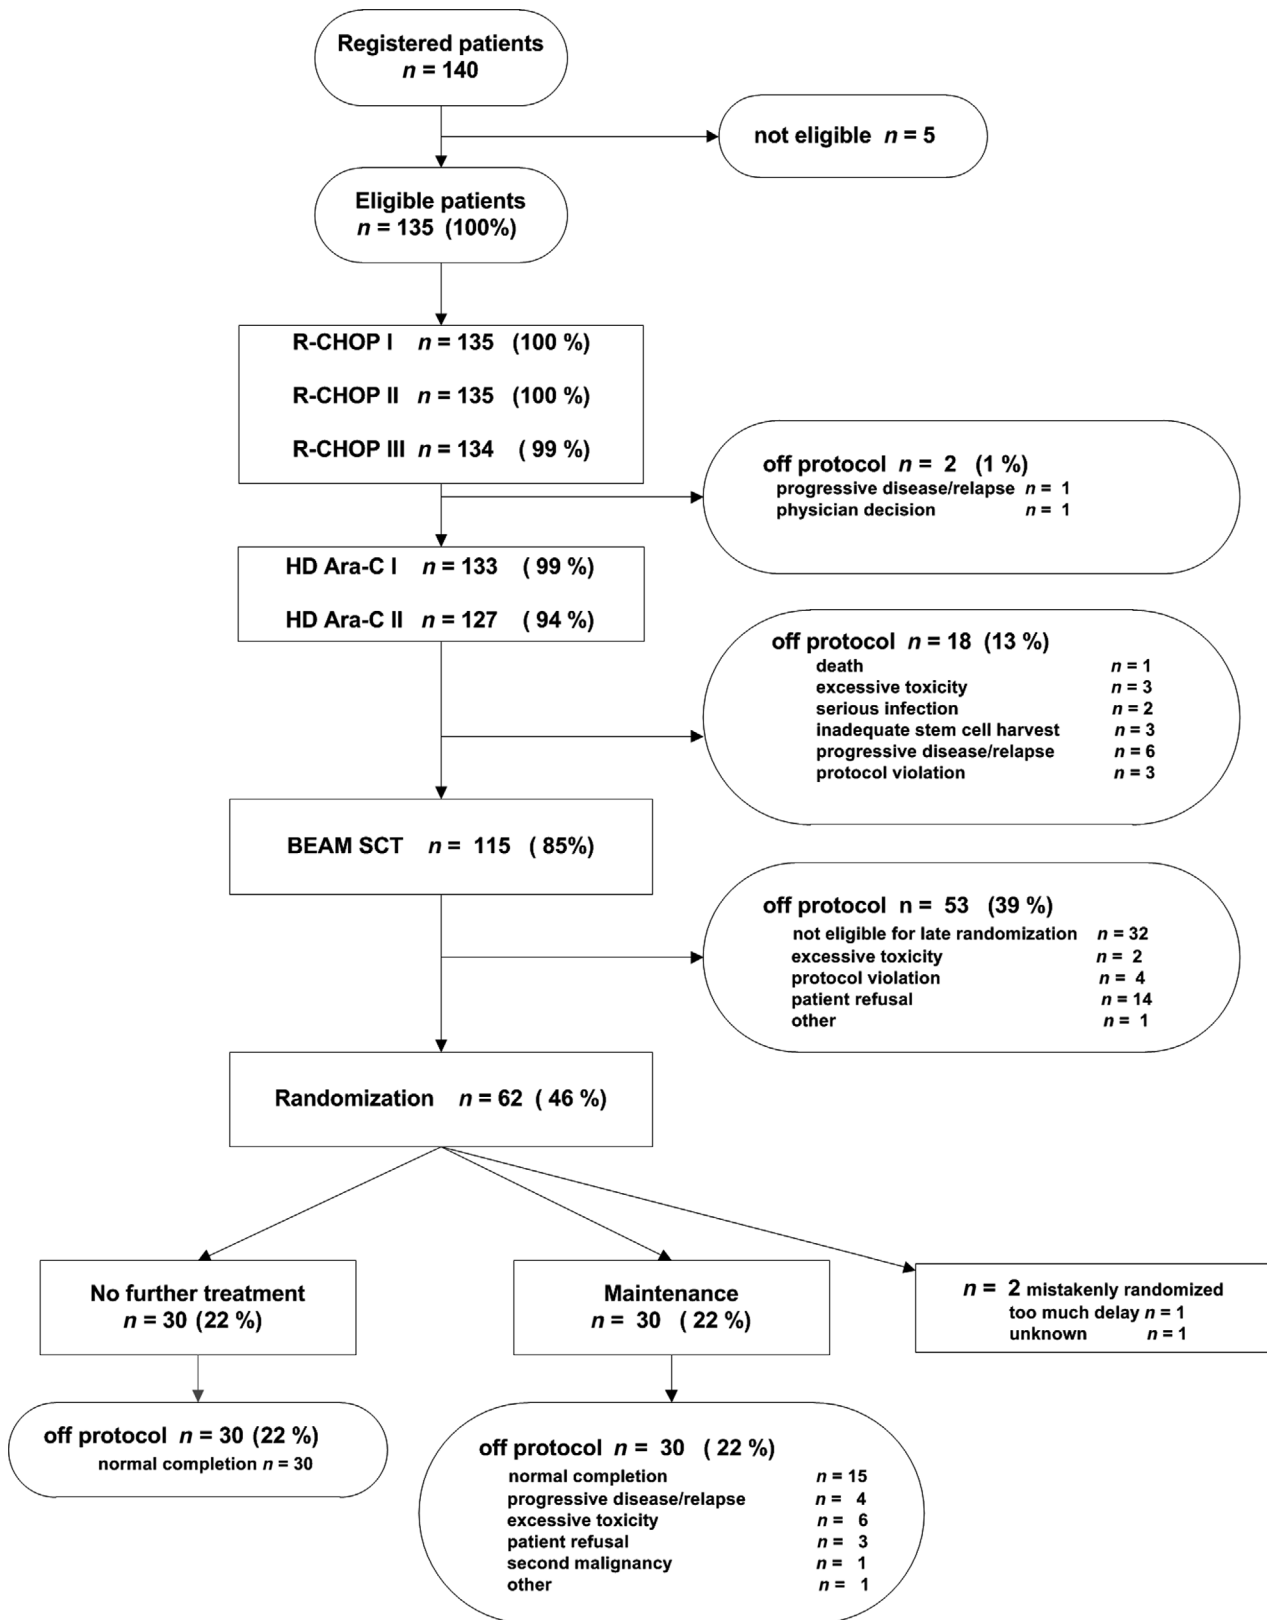 Registered patients
n = 140
not eligible n = 5
Eligible patients
n = 135 (100%)
R-CHOP I n = 135 (100 %)
R-CHOP II n = 135 (100 %)
R-CHOP III n = 134 ( 99 %)
off protocol n = 2 (1 %)
progressive disease/relapse n = 1
physician decision n = 1
HD Ara-C I n = 133 ( 99 %)
HD Ara-C II n = 127 ( 94 %)
off protocol n = 18 (13 %)
death n = 1
excessive toxicity n = 3
serious infection n = 2
inadequate stem cell harvest n = 3
progressive disease/relapse n = 6
protocol violation n = 3
BEAM SCT n = 115 ( 85%)
off protocol n = 53 (39 %)
not eligible for late randomization n = 32
excessive toxicity n = 2
protocol violation n = 4
patient refusal n = 14
other n = 1
Randomization n = 62 ( 46 %)
No further treatment
n = 30 (22 %)
Maintenance
n = 30 ( 22 %)
n = 2 mistakenly randomized
too much delay n = 1
unknown n = 1
off protocol n = 30 (22 %)
normal completion n = 30
off protocol n = 30 ( 22 %)
normal completion n = 15
progressive disease/relapse n = 4
excessive toxicity n = 6
patient refusal n = 3
second malignancy n = 1
other n = 1